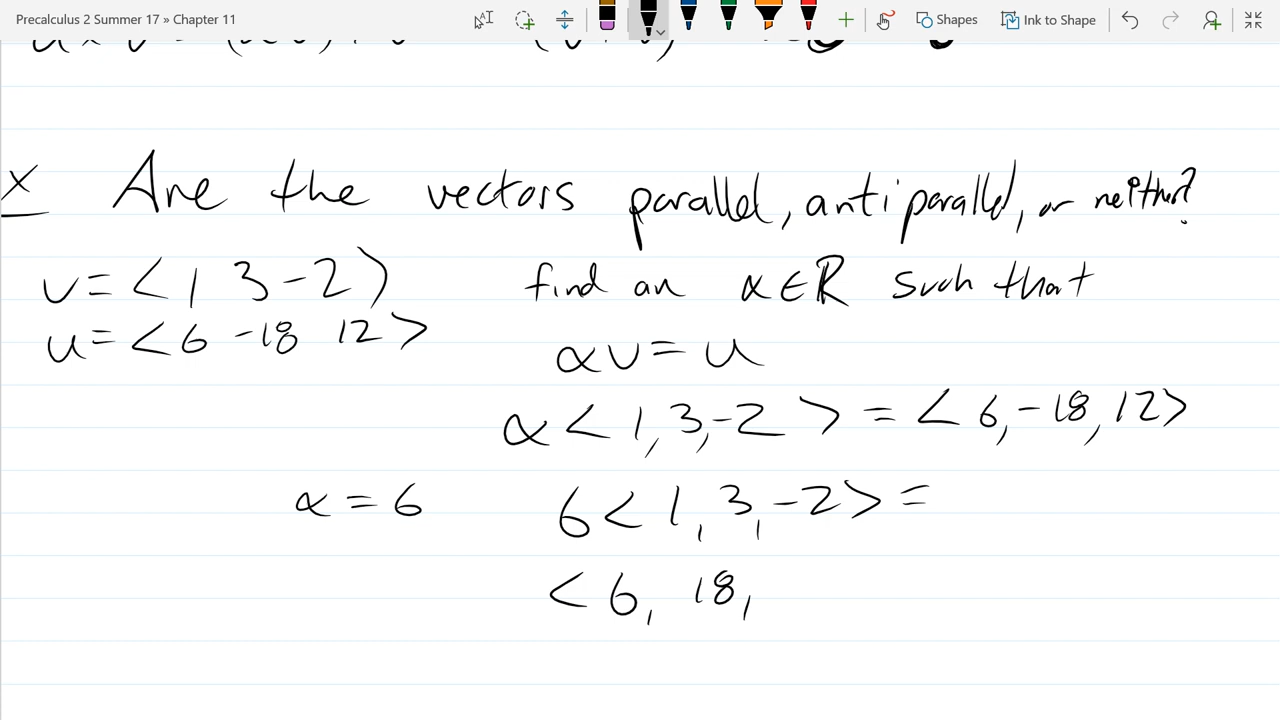 Precalculus 2 Summer 17 » Chapter 11
Shapes
Ink to Shape
x Are the vectors parallel, antiparallel, or neither?
v = < 1 3 -2 >
u = < 6 -18 12 >
find an α ∈ ℝ such that
αv = u
α < 1, 3, -2 > = < 6, -18, 12 >
α = 6
6 < 1, 3, -2 > =
< 6, 18,